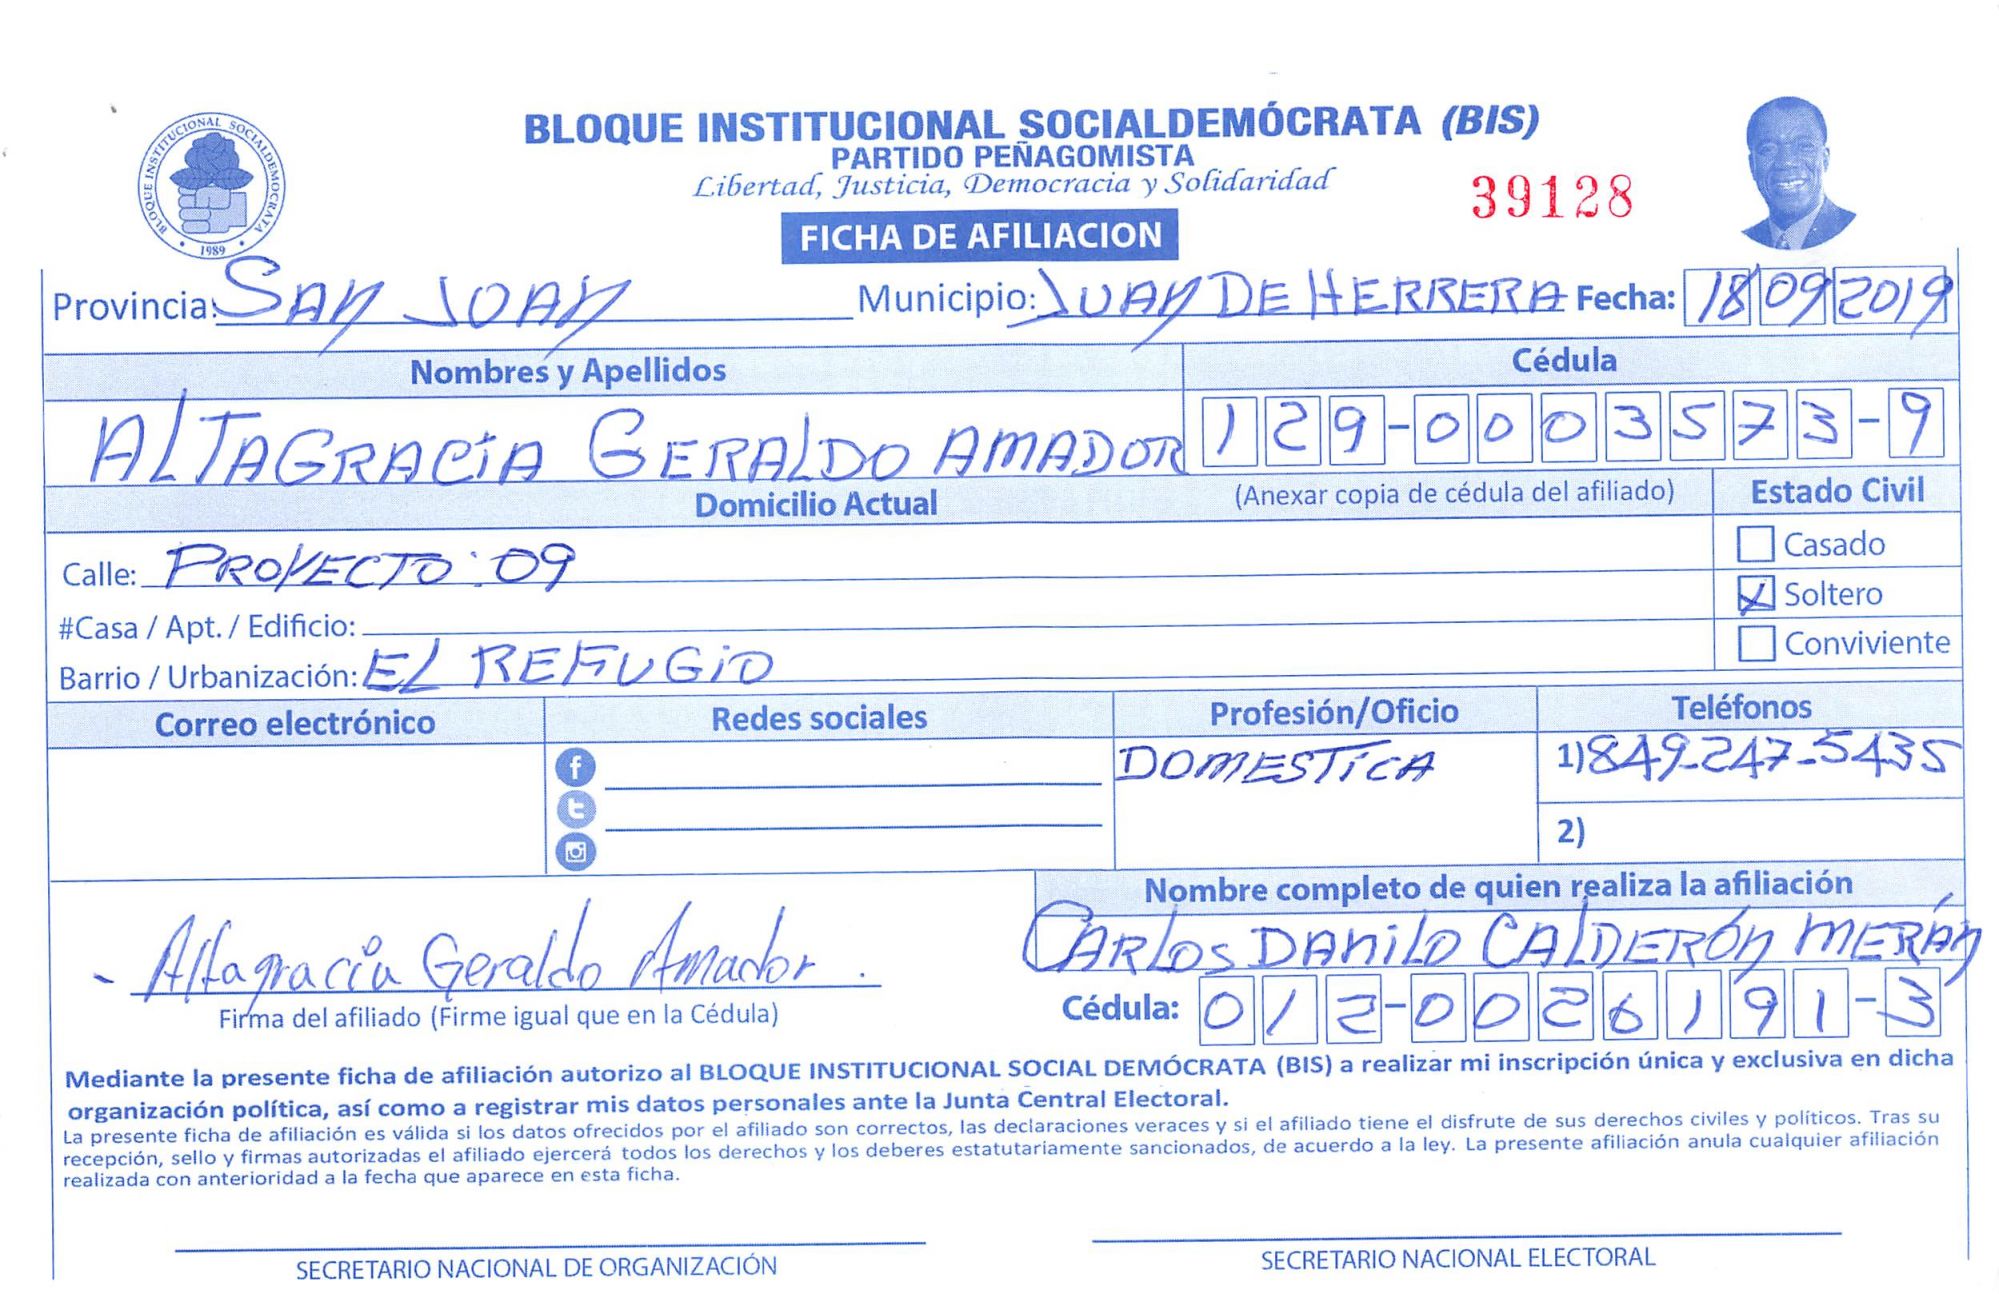 BLOQUE INSTITUCIONAL SOCIALDEMÓCRATA (BIS)
PARTIDO PEÑAGOMISTA
Libertad, Justicia, Democracia y Solidaridad
39128
FICHA DE AFILIACION
BLOQUE INSTITUCIONAL SOCIALDEMOCRATA
1989
Provincia: SAN JOAN Municipio: JUAN DE HERRERA Fecha: 18 09 2019
Nombres y Apellidos Cédula
ALTAGRACIA GERALDO AMADOR 129-0003573-9
Domicilio Actual (Anexar copia de cédula del afiliado) Estado Civil
Calle: PROYECTO: 09 Casado
#Casa / Apt. / Edificio: X Soltero
Barrio / Urbanización: EL REFUGIO Conviviente
Correo electrónico Redes sociales Profesión/Oficio Teléfonos
DOMESTICA 1) 849-247-5435
2)
Nombre completo de quien realiza la afiliación
- Altagracia Geraldo Amador. CARLOS DANILO CALDERÓN MERÁN
Firma del afiliado (Firme igual que en la Cédula) Cédula: 012-0026191-3
Mediante la presente ficha de afiliación autorizo al BLOQUE INSTITUCIONAL SOCIAL DEMÓCRATA (BIS) a realizar mi inscripción única y exclusiva en dicha
organización política, así como a registrar mis datos personales ante la Junta Central Electoral.
La presente ficha de afiliación es válida si los datos ofrecidos por el afiliado son correctos, las declaraciones veraces y si el afiliado tiene el disfrute de sus derechos civiles y políticos. Tras su
recepción, sello y firmas autorizadas el afiliado ejercerá todos los derechos y los deberes estatutariamente sancionados, de acuerdo a la ley. La presente afiliación anula cualquier afiliación
realizada con anterioridad a la fecha que aparece en esta ficha.
SECRETARIO NACIONAL DE ORGANIZACIÓN SECRETARIO NACIONAL ELECTORAL